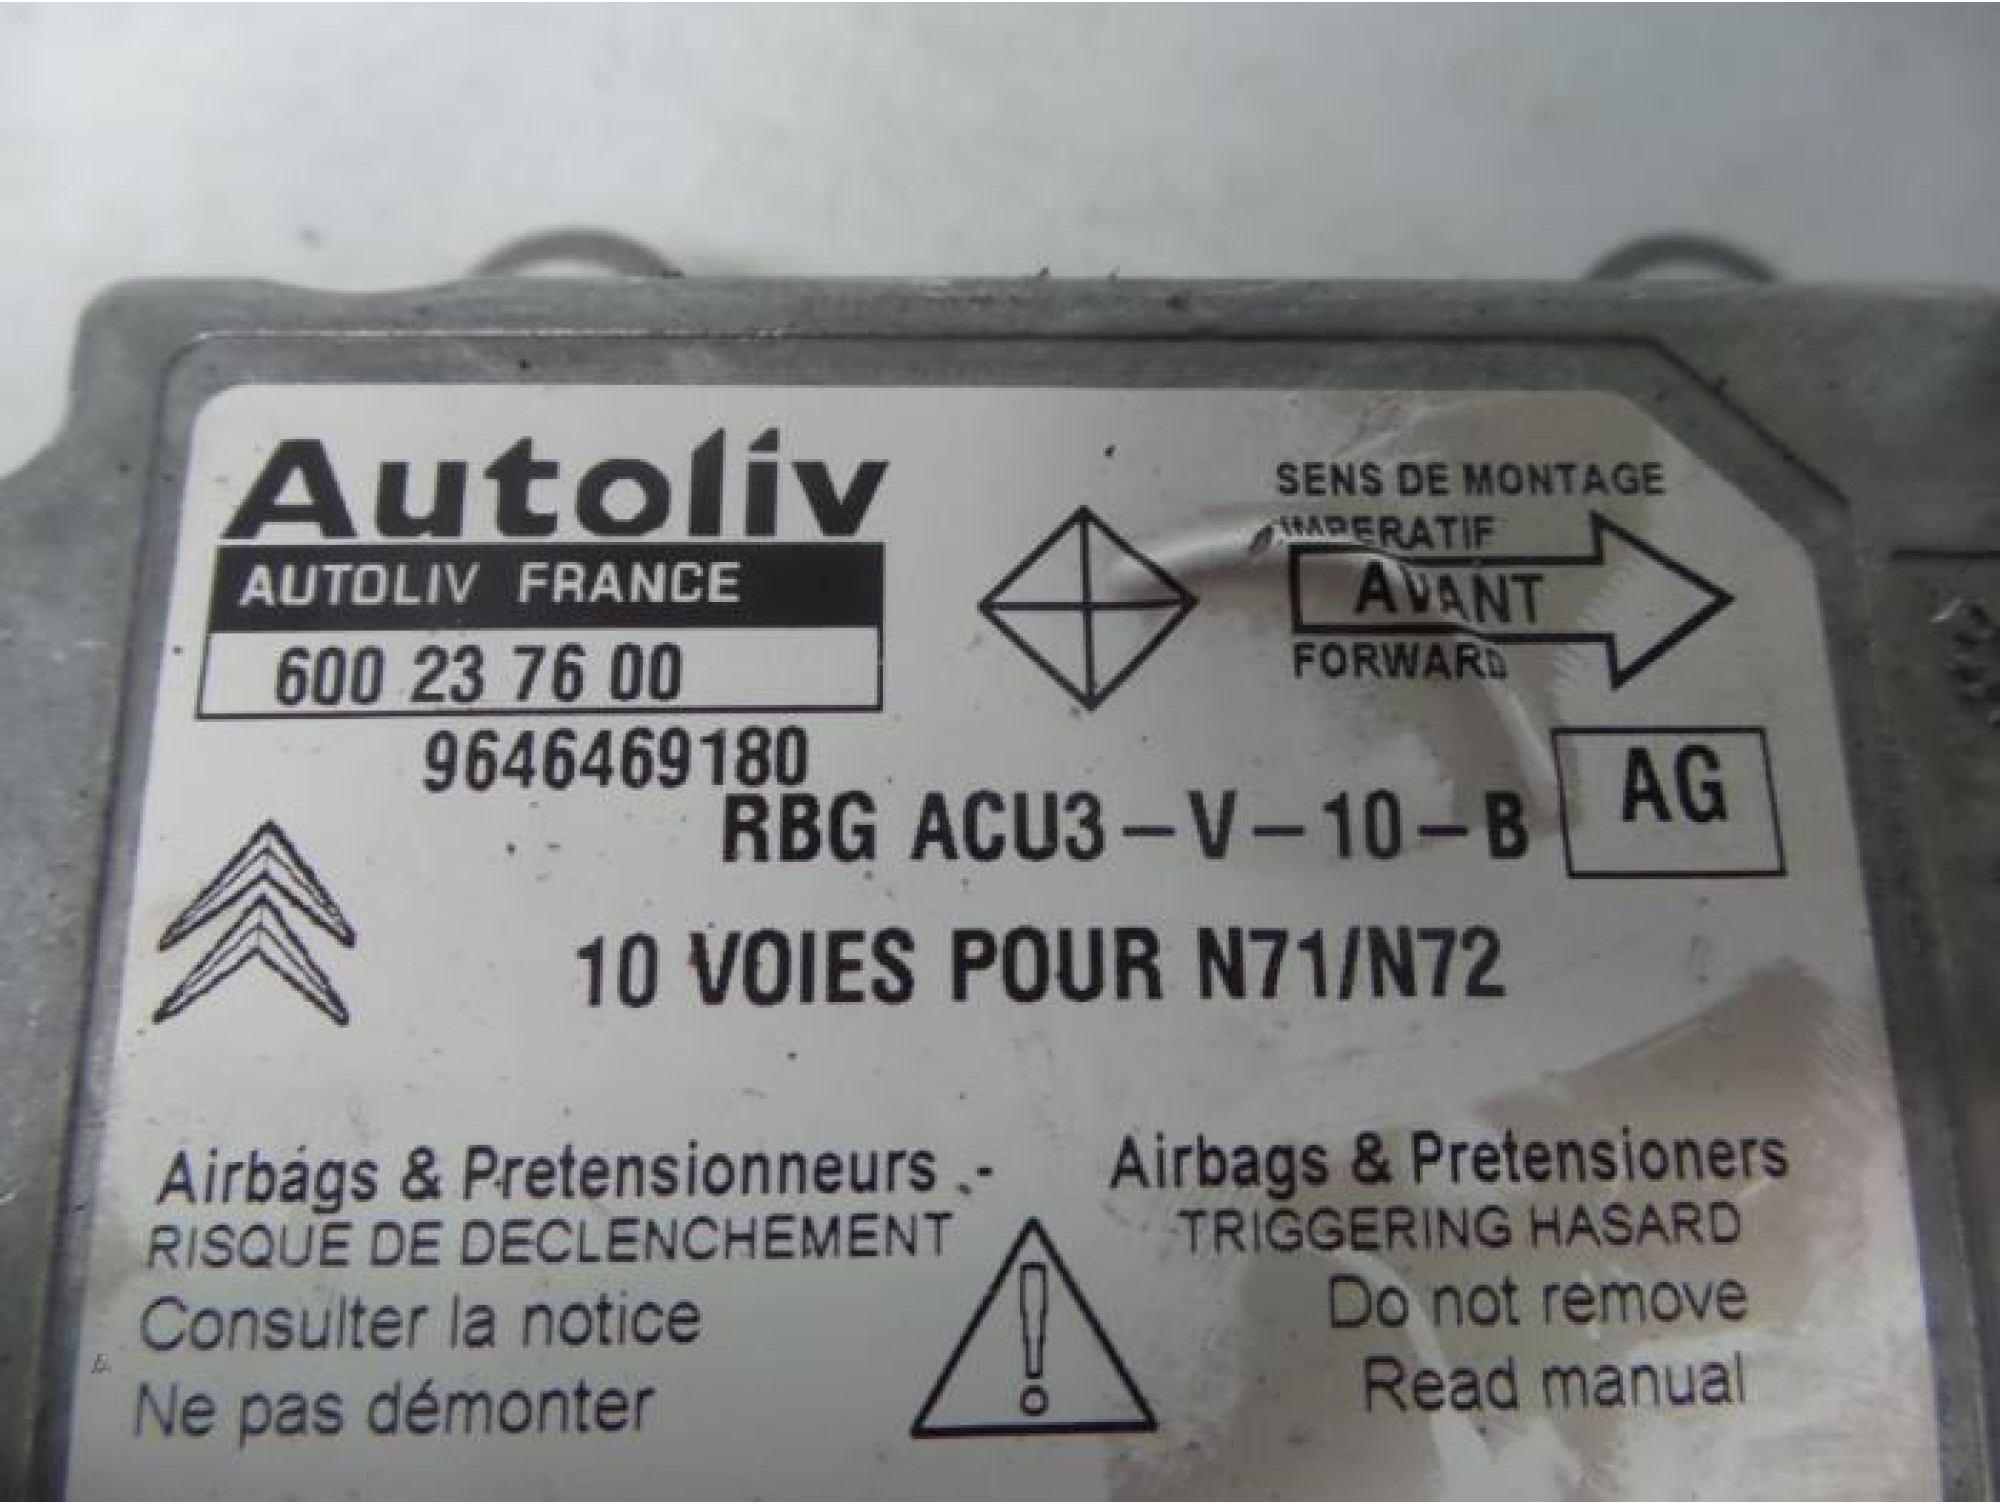 Autoliv
AUTOLIV FRANCE
600 23 76 00
9646469180
SENS DE MONTAGE
IMPERATIF
AVANT
FORWARD
RBG ACU3-V-10-B
AG
10 VOIES POUR N71/N72
Airbags & Pretensionneurs .-
RISQUE DE DECLENCHEMENT
Consulter la notice
Ne pas démonter
Airbags & Pretensioners
TRIGGERING HASARD
Do not remove
Read manual